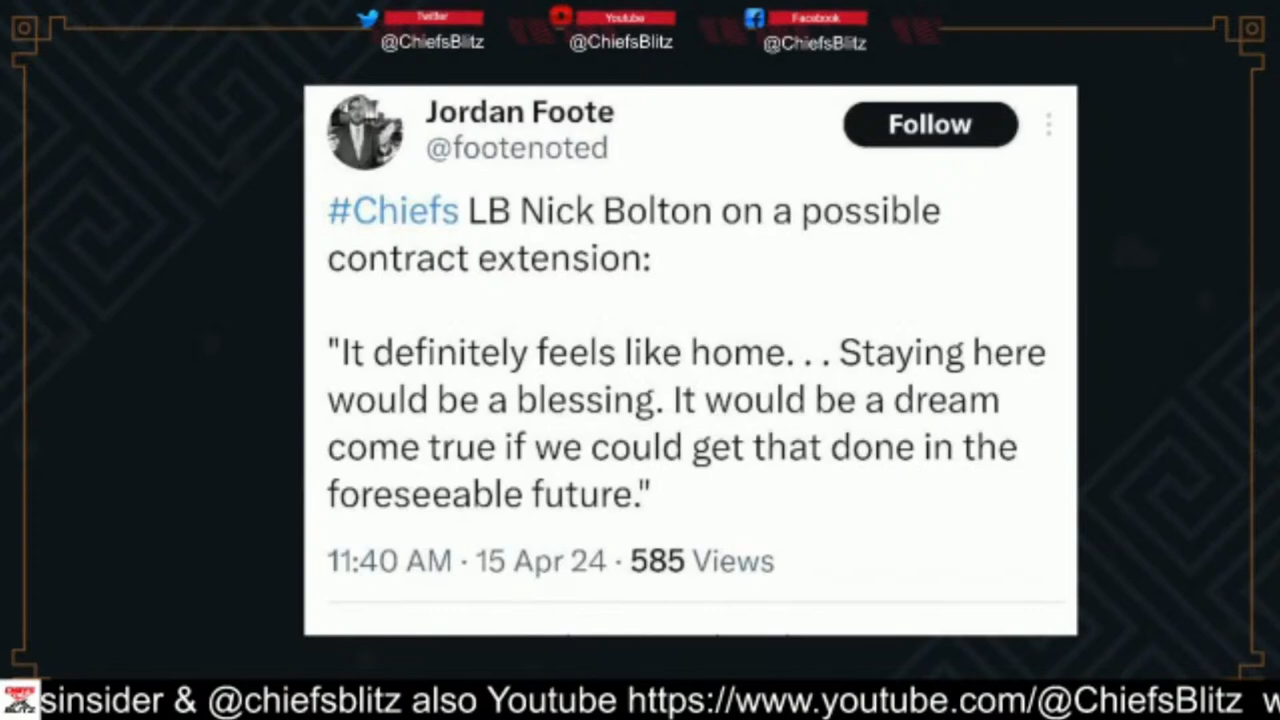 Twitter
Youtube
Facebook
@ChiefsBlitz
@ChiefsBlitz
@ChiefsBlitz
Jordan Foote
@footenoted
Follow
#Chiefs LB Nick Bolton on a possible
contract extension:
"It definitely feels like home. . . Staying here
would be a blessing. It would be a dream
come true if we could get that done in the
foreseeable future."
11:40 AM · 15 Apr 24 · 585 Views
sinsider & @chiefsblitz also Youtube https://www.youtube.com/@ChiefsBlitz